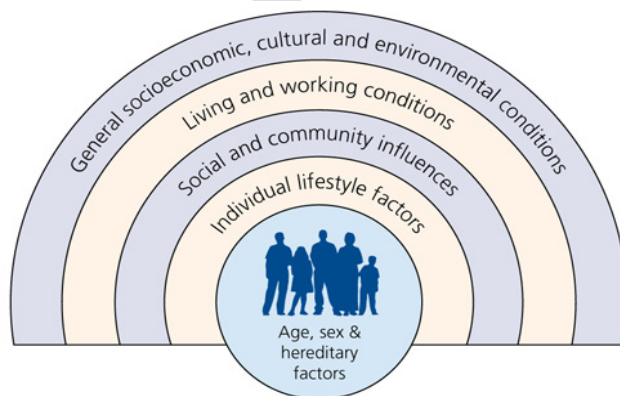 General socioeconomic, cultural and environmental conditions
Living and working conditions
Social and community influences
Individual lifestyle factors
Age, sex &
hereditary
factors